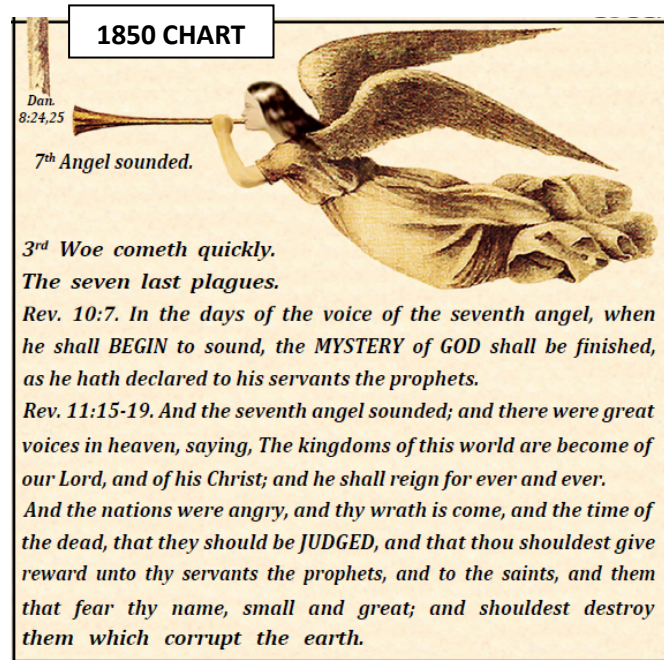 1850 CHART
Dan.
8:24,25
7th Angel sounded.
3rd Woe cometh quickly.
The seven last plagues.
Rev. 10:7. In the days of the voice of the seventh angel, when
he shall BEGIN to sound, the MYSTERY of GOD shall be finished,
as he hath declared to his servants the prophets.
Rev. 11:15-19. And the seventh angel sounded; and there were great
voices in heaven, saying, The kingdoms of this world are become of
our Lord, and of his Christ; and he shall reign for ever and ever.
And the nations were angry, and thy wrath is come, and the time of
the dead, that they should be JUDGED, and that thou shouldest give
reward unto thy servants the prophets, and to the saints, and them
that fear thy name, small and great; and shouldest destroy
them which corrupt the earth.